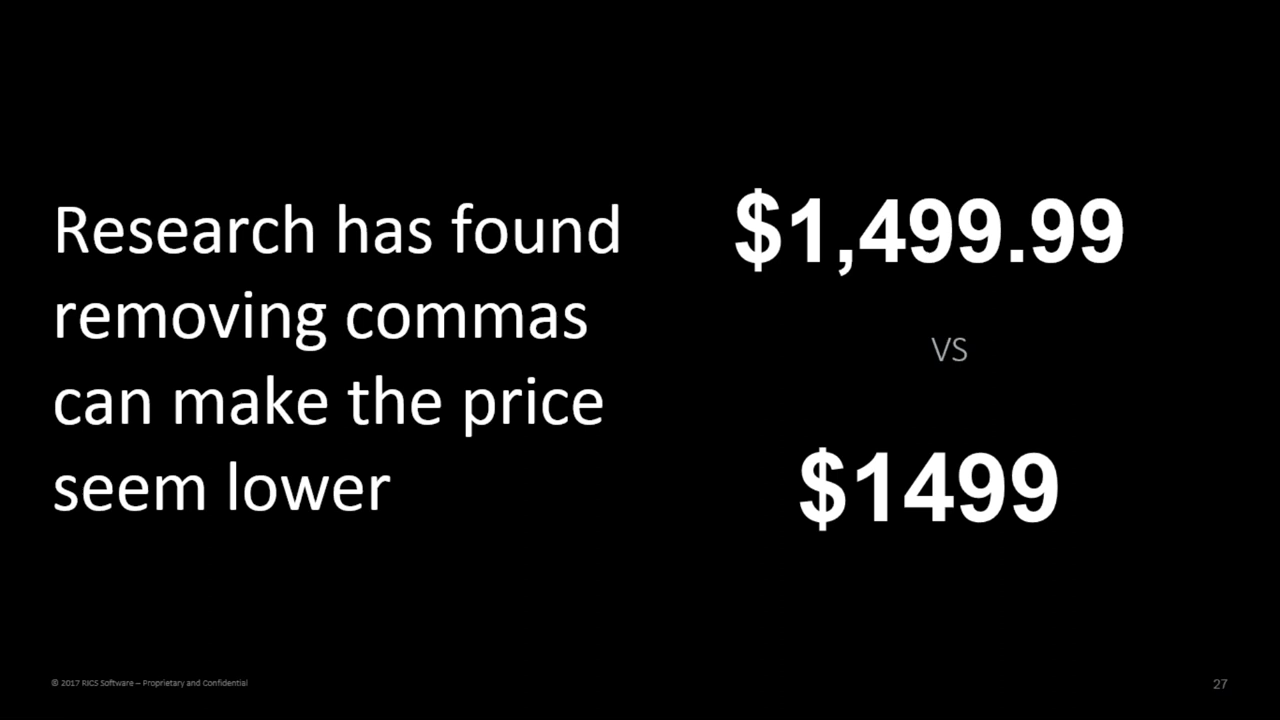 Research has found
removing commas
can make the price
seem lower
$1,499.99
VS
$1499
© 2017 RICS Software – Proprietary and Confidential
27